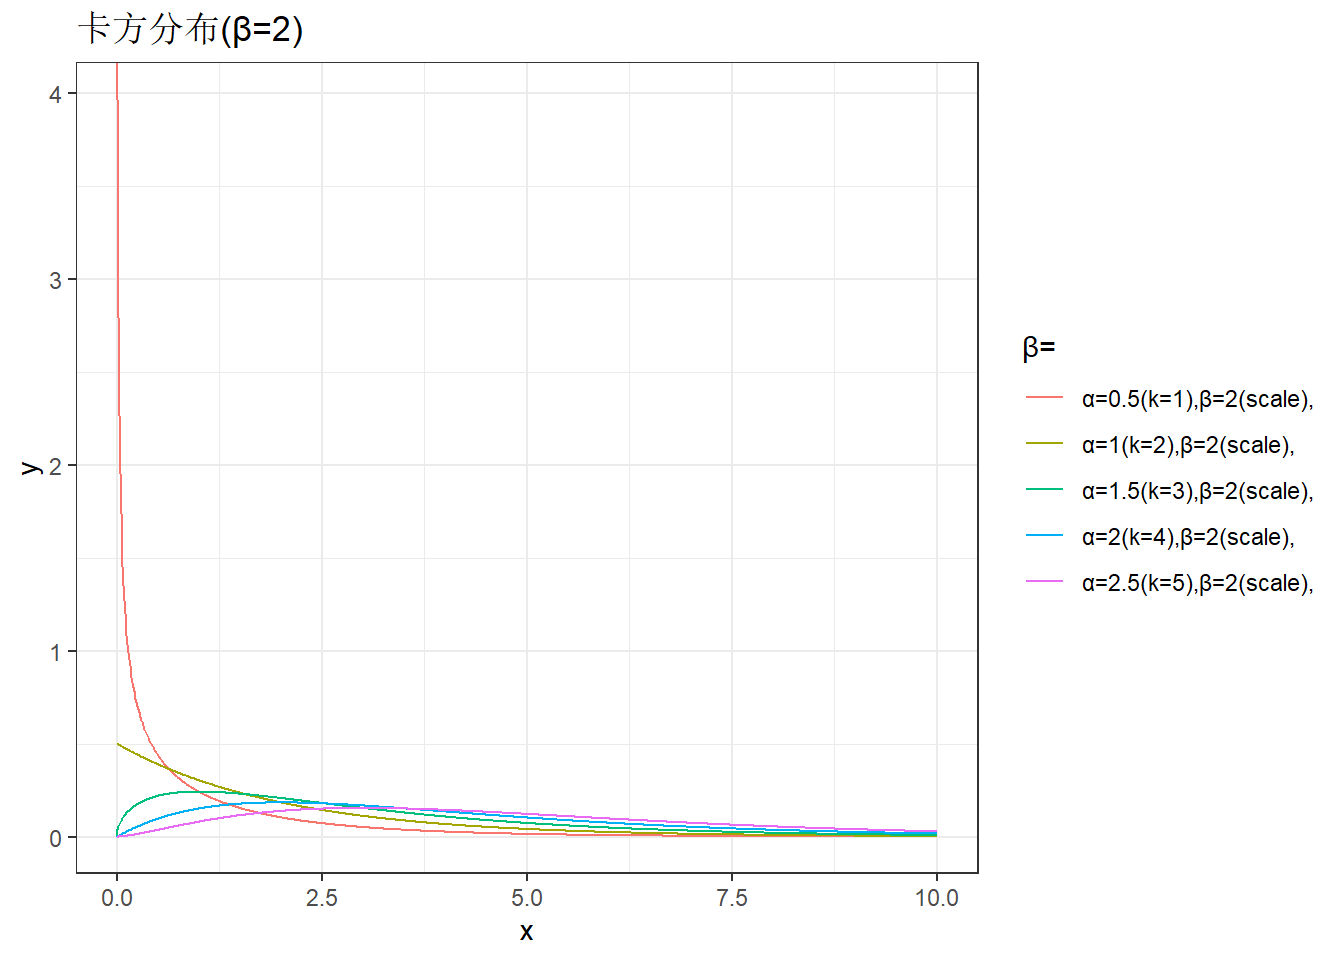 卡方分布(β=2)
4
3
2
1
0
y
0.0 2.5 5.0 7.5 10.0
x
β=
α=0.5(k=1),β=2(scale),
α=1(k=2),β=2(scale),
α=1.5(k=3),β=2(scale),
α=2(k=4),β=2(scale),
α=2.5(k=5),β=2(scale),